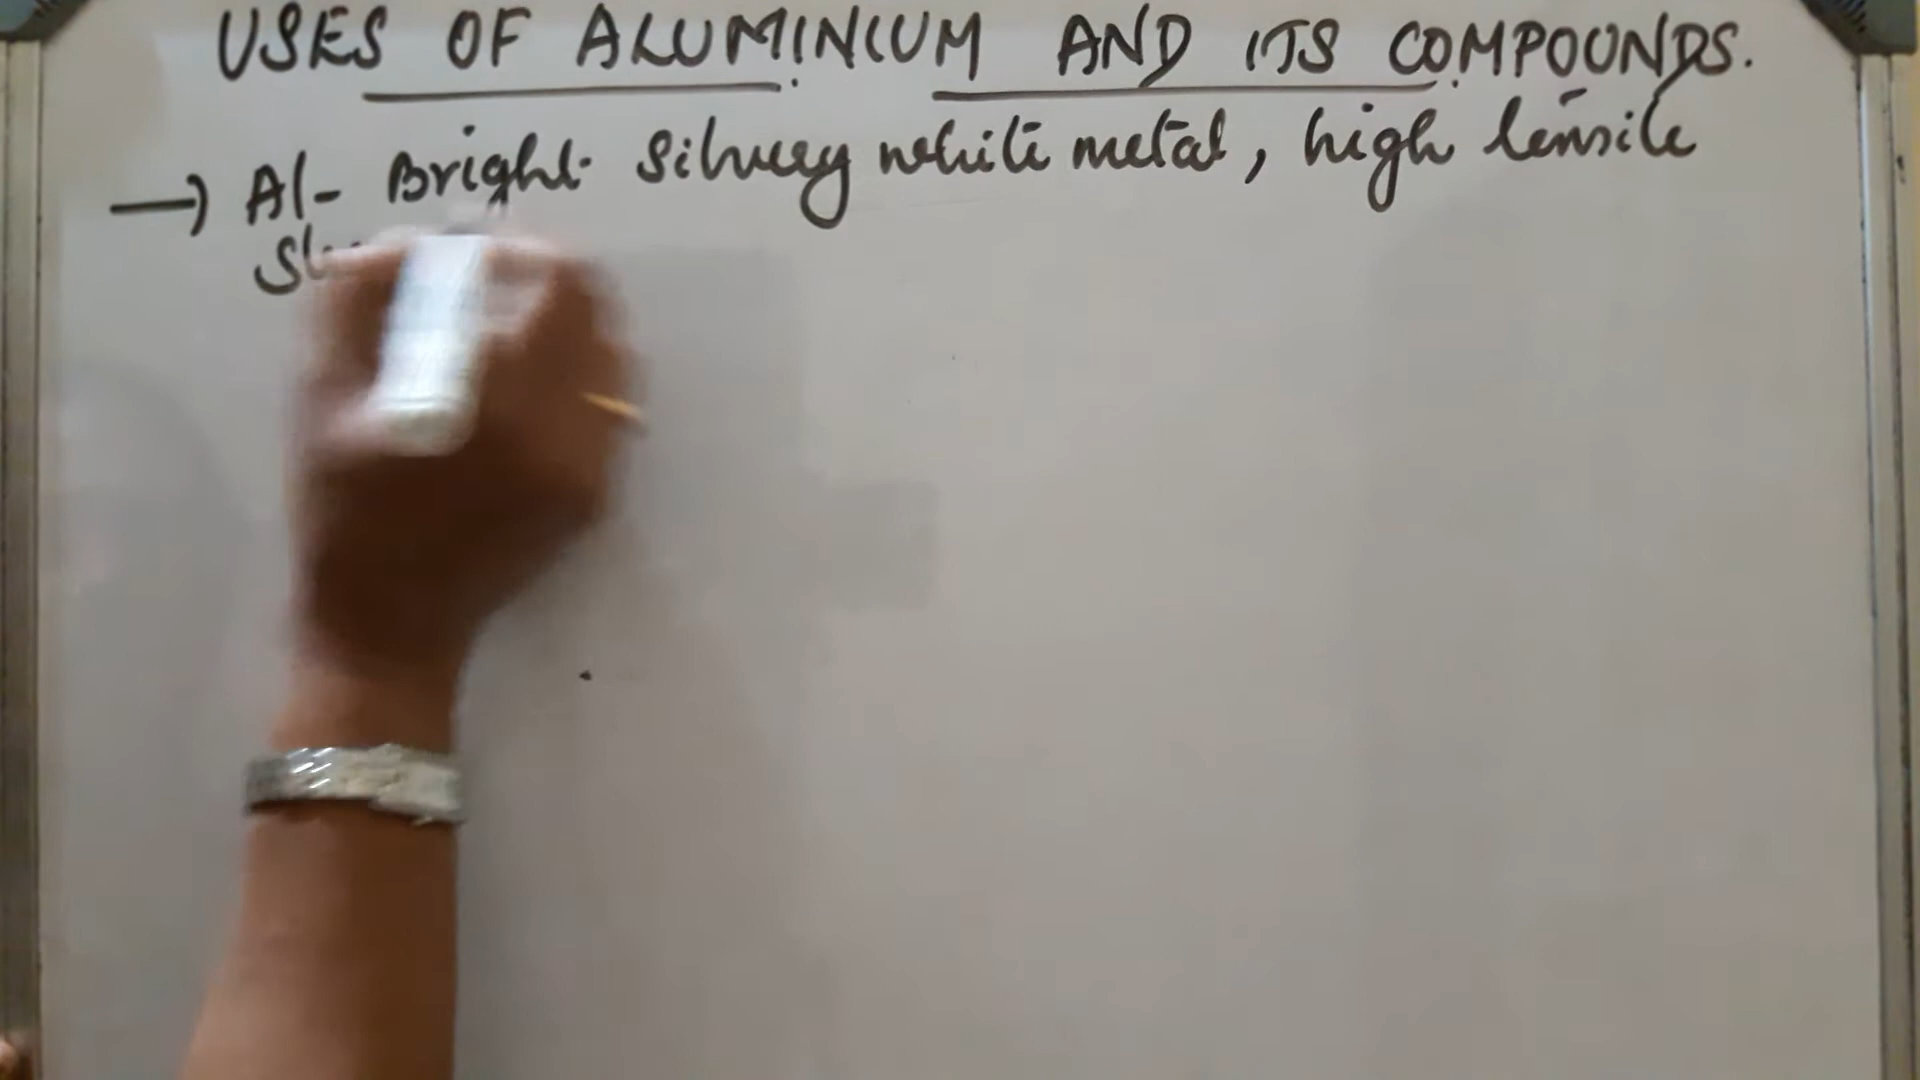 USES OF ALUMINIUM AND ITS COMPOUNDS.
→ Al- Bright silvery white metal, high tensile